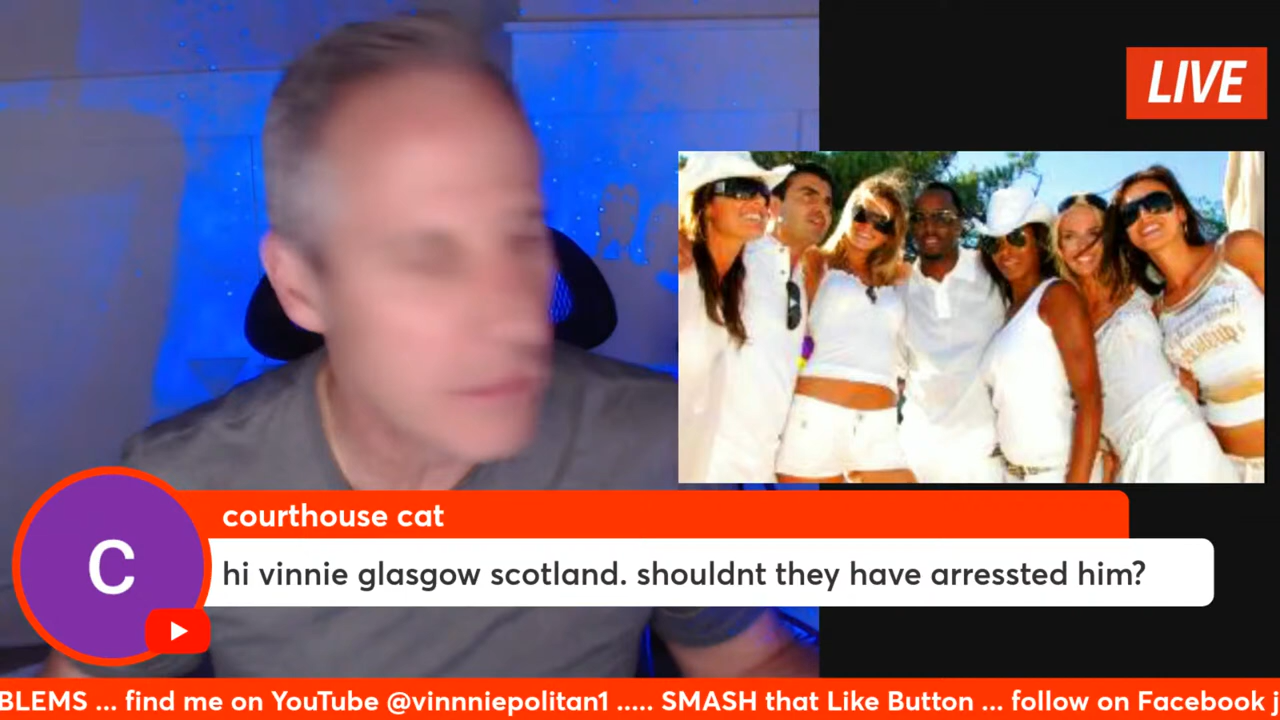 LIVE
courthouse cat
C
hi vinnie glasgow scotland. shouldnt they have arressted him?
BLEMS ... find me on YouTube @vinnniepolitan1 ..... SMASH that Like Button ... follow on Facebook j